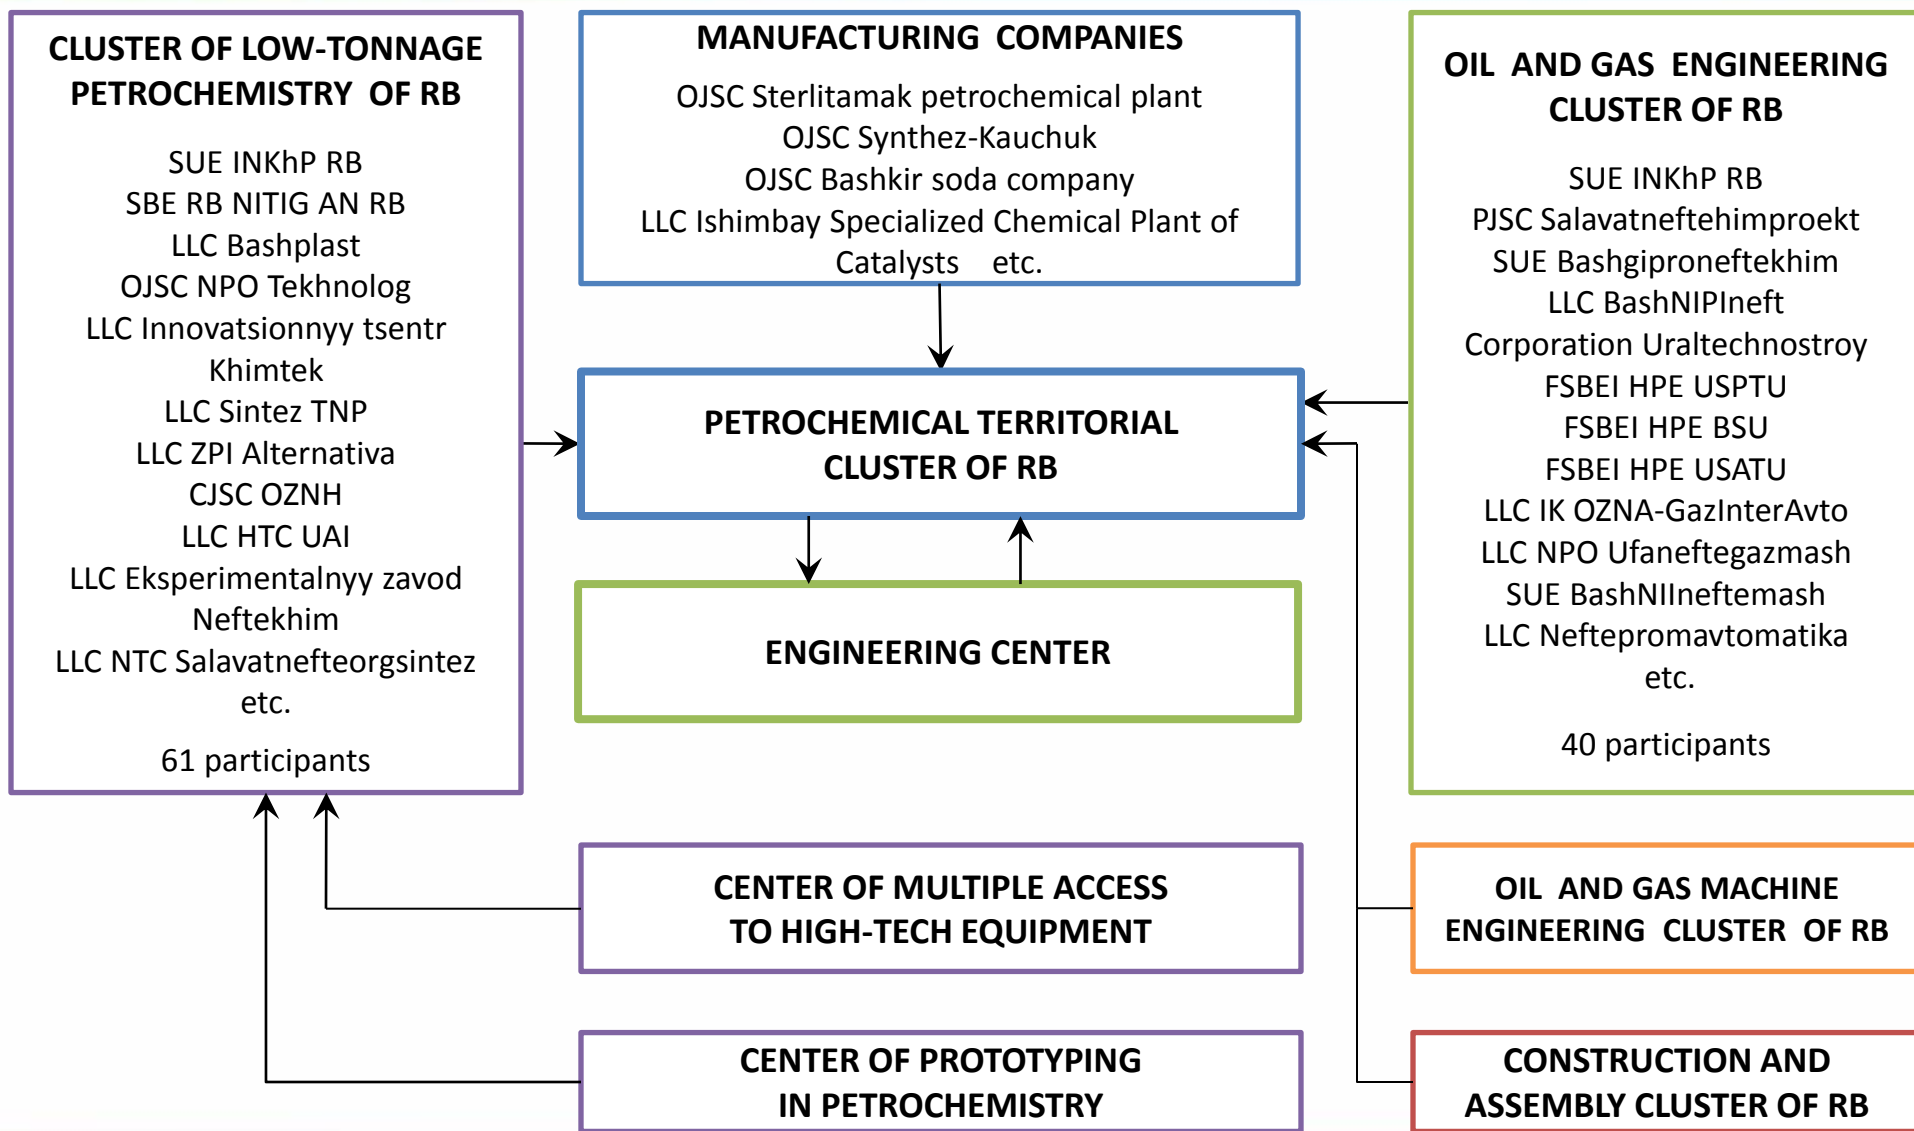 CLUSTER OF LOW-TONNAGE
PETROCHEMISTRY OF RB
SUE INKhP RB
SBE RB NITIG AN RB
LLC Bashplast
OJSC NPO Tekhnolog
LLC Innovatsionnyy tsentr
Khimtek
LLC Sintez TNP
LLC ZPI Alternativa
CJSC OZNH
LLC HTC UAI
LLC Eksperimentalnyy zavod
Neftekhim
LLC NTC Salavatnefteorgsintez
etc.
61 participants
MANUFACTURING COMPANIES
OJSC Sterlitamak petrochemical plant
OJSC Synthez-Kauchuk
OJSC Bashkir soda company
LLC Ishimbay Specialized Chemical Plant of
Catalysts etc.
PETROCHEMICAL TERRITORIAL
CLUSTER OF RB
ENGINEERING CENTER
CENTER OF MULTIPLE ACCESS
TO HIGH-TECH EQUIPMENT
CENTER OF PROTOTYPING
IN PETROCHEMISTRY
OIL AND GAS ENGINEERING
CLUSTER OF RB
SUE INKhP RB
PJSC Salavatneftehimproekt
SUE Bashgiproneftekhim
LLC BashNIPIneft
Corporation Uraltechnostroy
FSBEI HPE USPTU
FSBEI HPE BSU
FSBEI HPE USATU
LLC IK OZNA-GazInterAvto
LLC NPO Ufaneftegazmash
SUE BashNIIneftemash
LLC Neftepromavtomatika
etc.
40 participants
OIL AND GAS MACHINE
ENGINEERING CLUSTER OF RB
CONSTRUCTION AND
ASSEMBLY CLUSTER OF RB